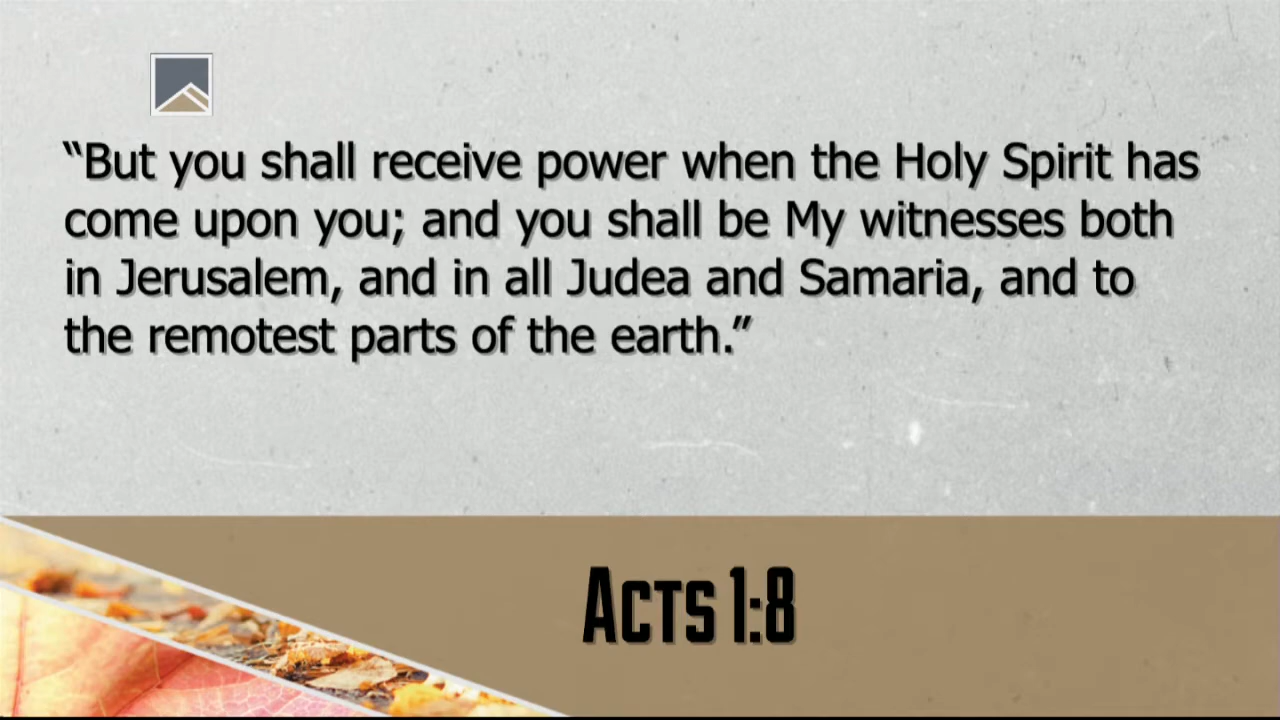 “But you shall receive power when the Holy Spirit has
come upon you; and you shall be My witnesses both
in Jerusalem, and in all Judea and Samaria, and to
the remotest parts of the earth.”
Acts 1:8